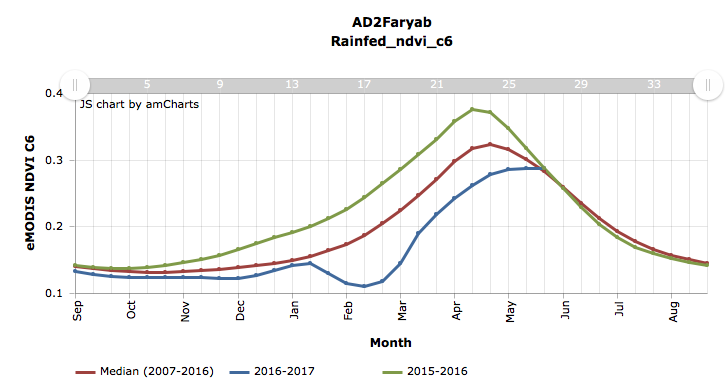 AD2Faryab
Rainfed_ndvi_c6
5 9 13 17 21 25 29 33
JS chart by amCharts
eMODIS NDVI C6
0.4
0.3
0.2
0.1
Sep Oct Nov Dec Jan Feb Mar Apr May Jun Jul Aug
Month
Median (2007-2016) 2016-2017 2015-2016